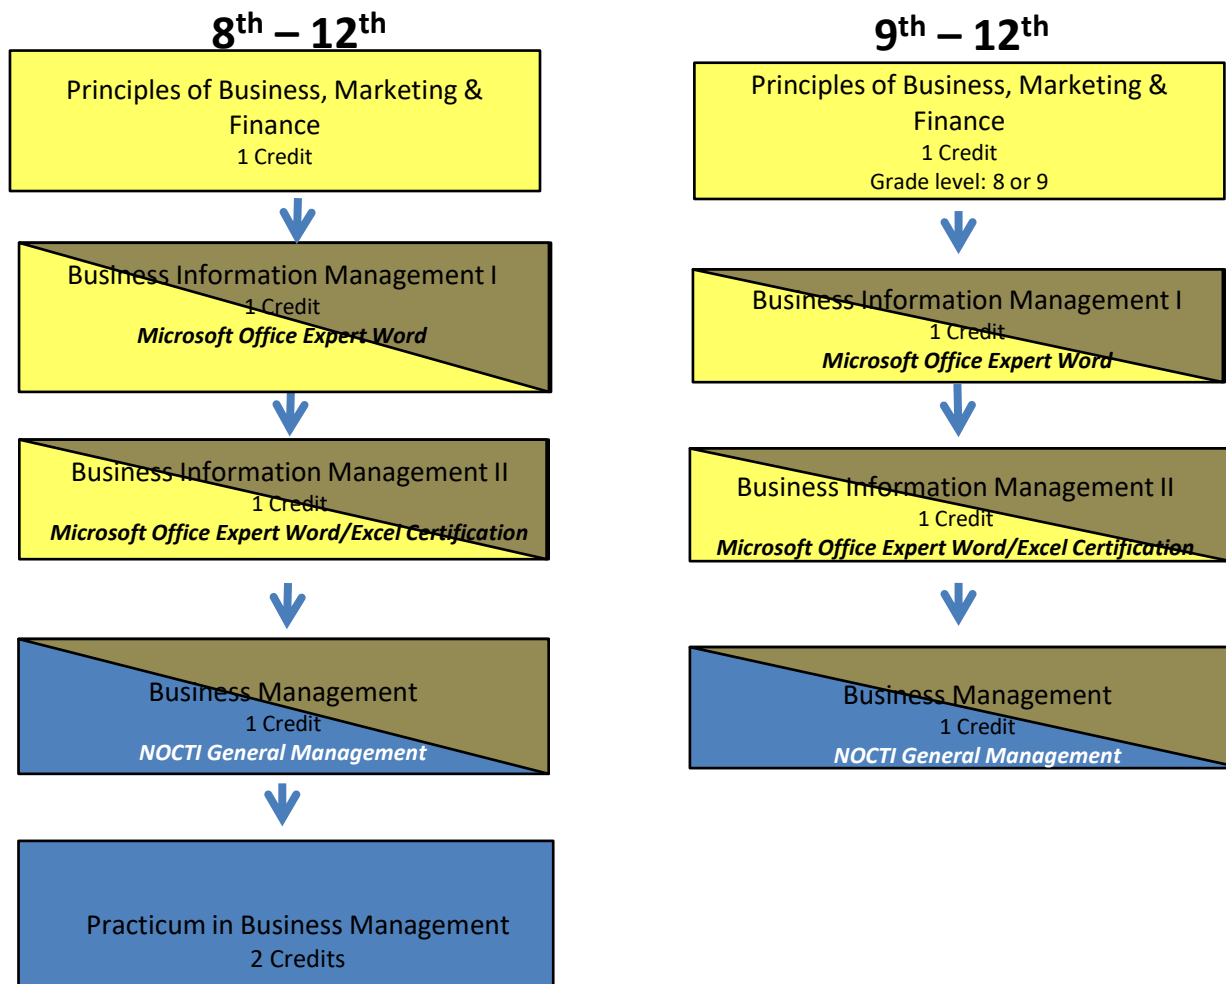 8th – 12th
Principles of Business, Marketing &
Finance
1 Credit
Business Information Management I
1 Credit
Microsoft Office Expert Word
Business Information Management II
1 Credit
Microsoft Office Expert Word/Excel Certification
Business Management
1 Credit
NOCTI General Management
Practicum in Business Management
2 Credits
9th – 12th
Principles of Business, Marketing &
Finance
1 Credit
Grade level: 8 or 9
Business Information Management I
1 Credit
Microsoft Office Expert Word
Business Information Management II
1 Credit
Microsoft Office Expert Word/Excel Certification
Business Management
1 Credit
NOCTI General Management